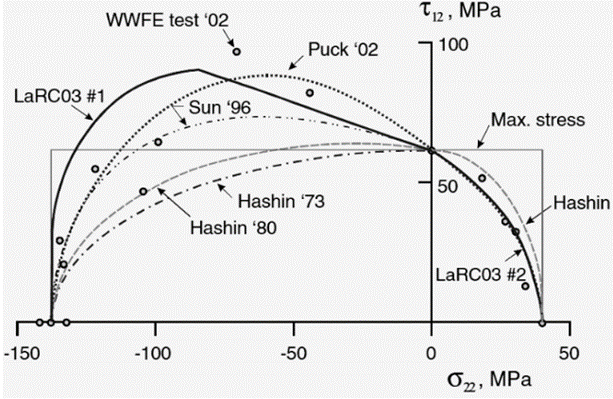 τ12, MPa
WWFE test ‘02
100
Puck ‘02
LaRC03 #1
Sun ‘96
Max. stress
50
Hashin ‘73
Hashin
Hashin ‘80
LaRC03 #2
-150
-100
-50
0
50
σ22, MPa